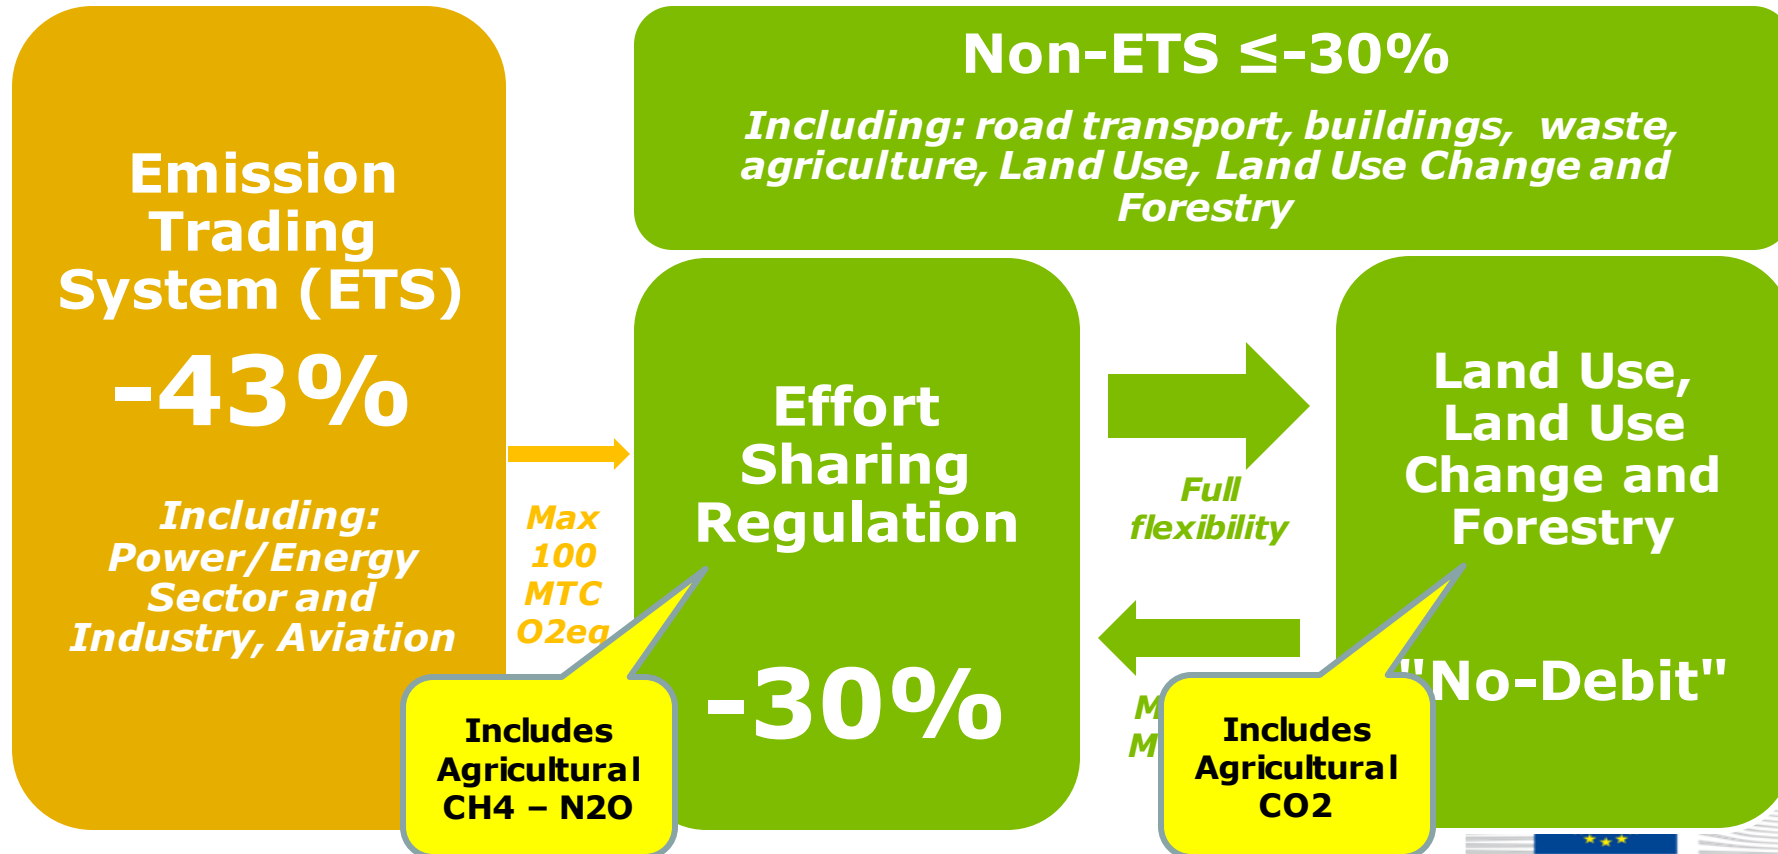 Emission
Trading
System (ETS)
-43%
Including:
Power/Energy
Sector and
Industry, Aviation
Max
100
MTC
O2eq
Non-ETS ≤-30%
Including: road transport, buildings, waste,
agriculture, Land Use, Land Use Change and
Forestry
Effort
Sharing
Regulation
-30%
Includes
Agricultural
CH4 – N2O
Full
flexibility
Land Use,
Land Use
Change and
Forestry
"No-Debit"
Includes
Agricultural
CO2